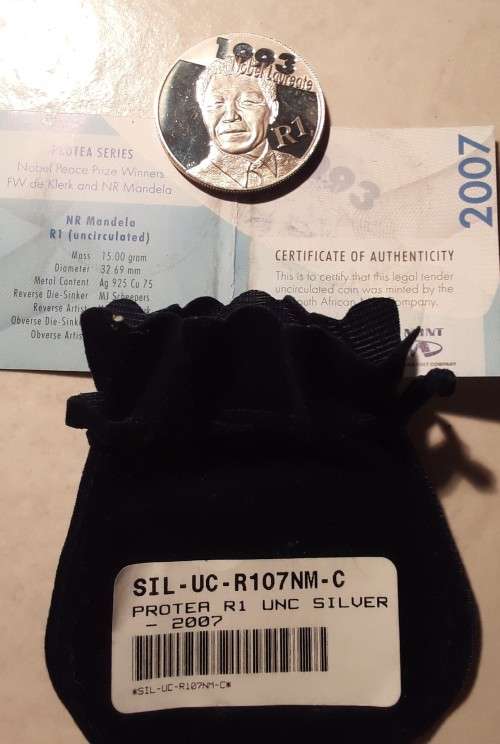 1993
Nobel Laureate
R1
PROTEA SERIES
Nobel Peace Prize Winners
FW de Klerk and NR Mandela
NR Mandela
R1 (uncirculated)
Mass 15.00 gram
Diameter 32.69 mm
Metal Content Ag 925 Cu 75
Reverse Die-Sinker MJ Scheepers
Reverse Artist
Obverse Die-Sinker
Obverse Artist
993
2007
CERTIFICATE OF AUTHENTICITY
This is to certify that this legal tender
uncirculated coin was minted by the
South African Company.
MINT
COMPANY
SIL-UC-R107NM-C
PROTEA R1 UNC SILVER
- 2007
*SIL-UC-R107NM-C*